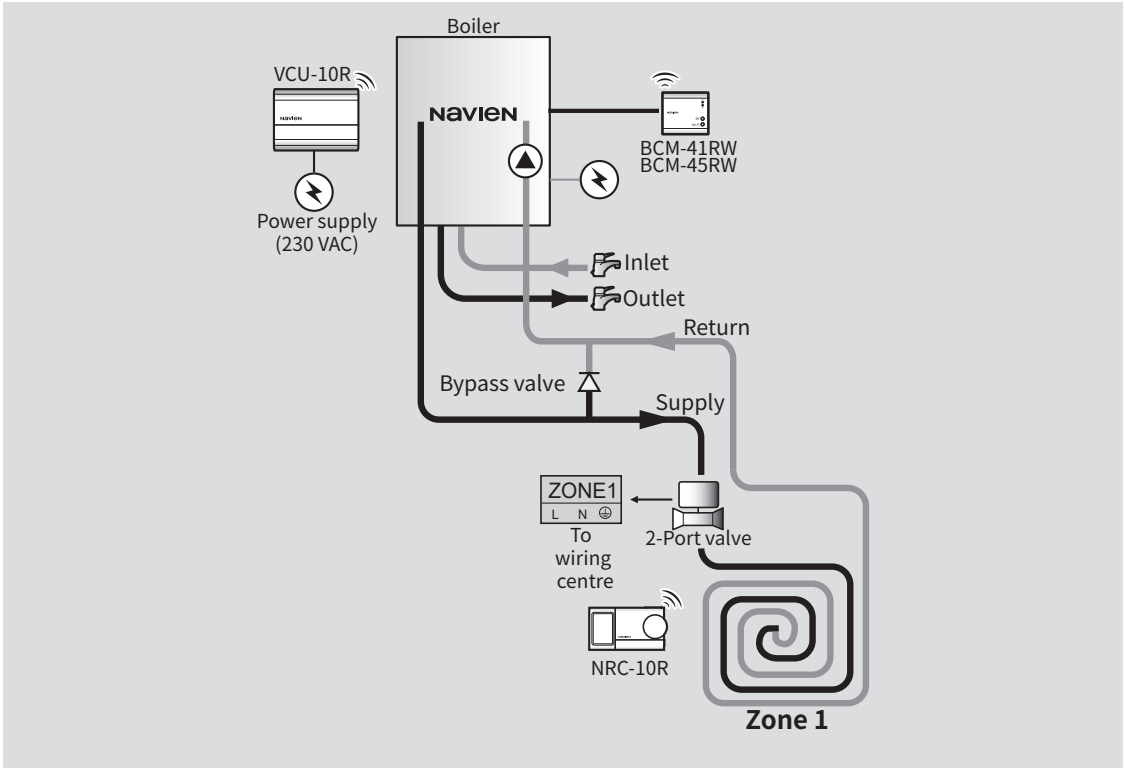 Boiler
VCU-10R
NAVIEN
NAVIEN
BCM-41RW
BCM-45RW
Power supply
(230 VAC)
Inlet
Outlet
Return
Bypass valve
Supply
ZONE1
L N
To
wiring
centre
2-Port valve
NRC-10R
Zone 1